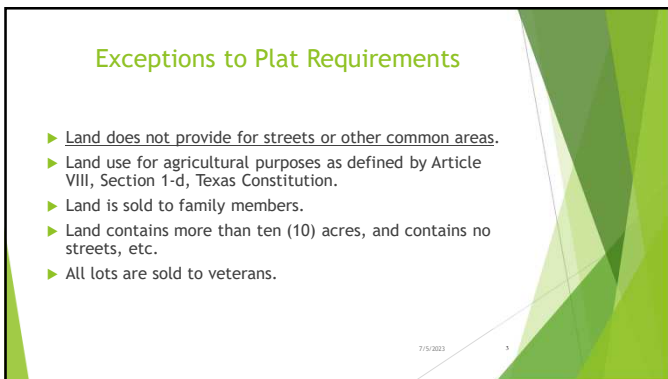 Exceptions to Plat Requirements
▶ Land does not provide for streets or other common areas.
▶ Land use for agricultural purposes as defined by Article
VIII, Section 1-d, Texas Constitution.
▶ Land is sold to family members.
▶ Land contains more than ten (10) acres, and contains no
streets, etc.
▶ All lots are sold to veterans.
7/5/2023 3